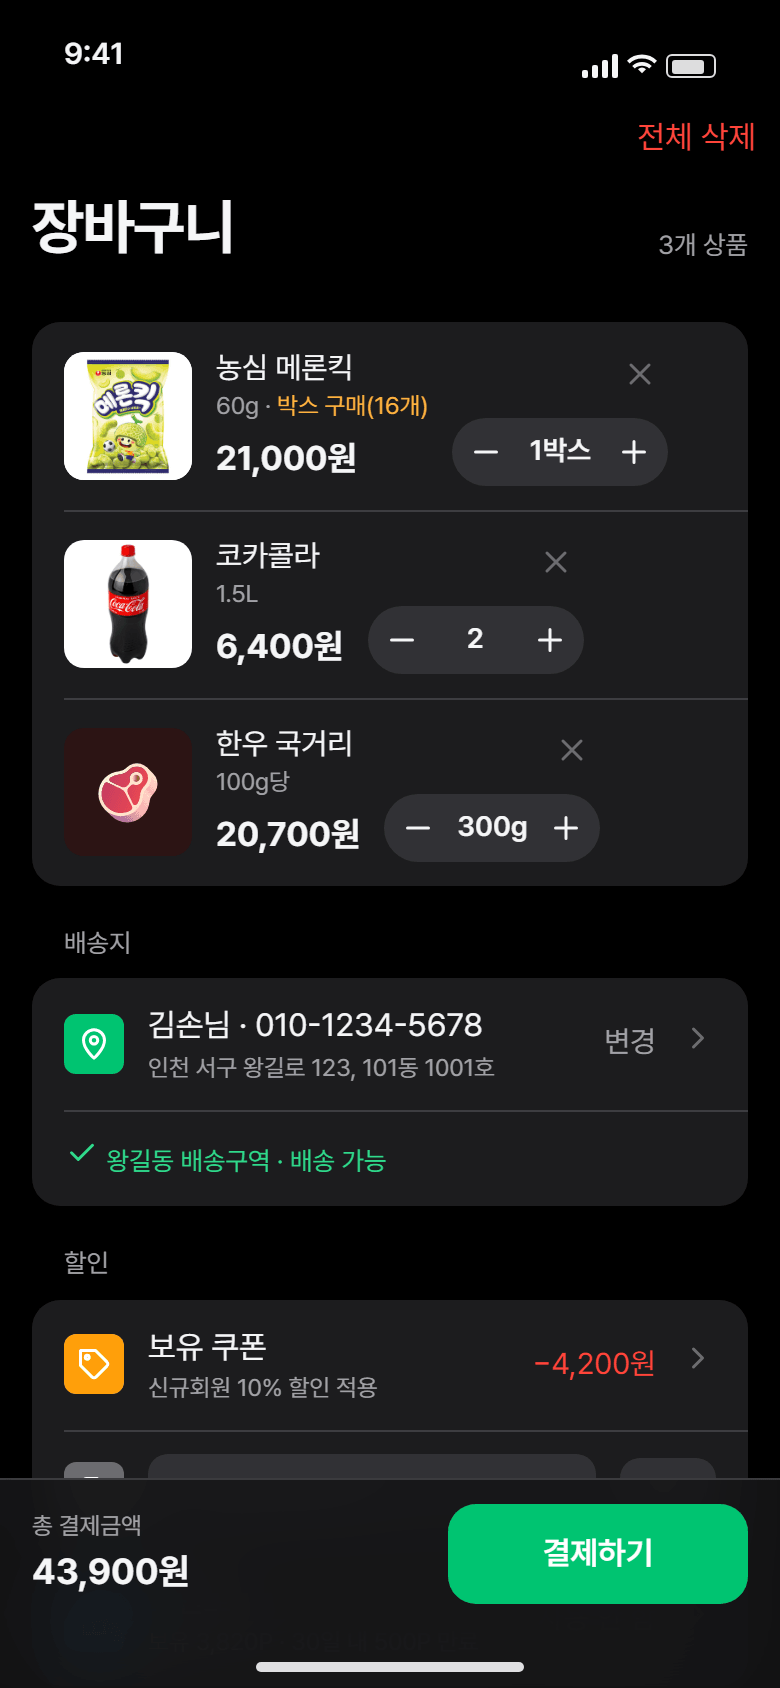 9:41
전체 삭제
장바구니
3개 상품
농심 메론킥
60g · 박스 구매(16개)
21,000원
1박스
메론킥
코카콜라
1.5L
6,400원
2
Coca-Cola
한우 국거리
100g당
20,700원
300g
배송지
김손님 · 010-1234-5678
변경
인천 서구 왕길로 123, 101동 1001호
왕길동 배송구역 · 배송 가능
할인
보유 쿠폰
−4,200원
신규회원 10% 할인 적용
총 결제금액
43,900원
결제하기